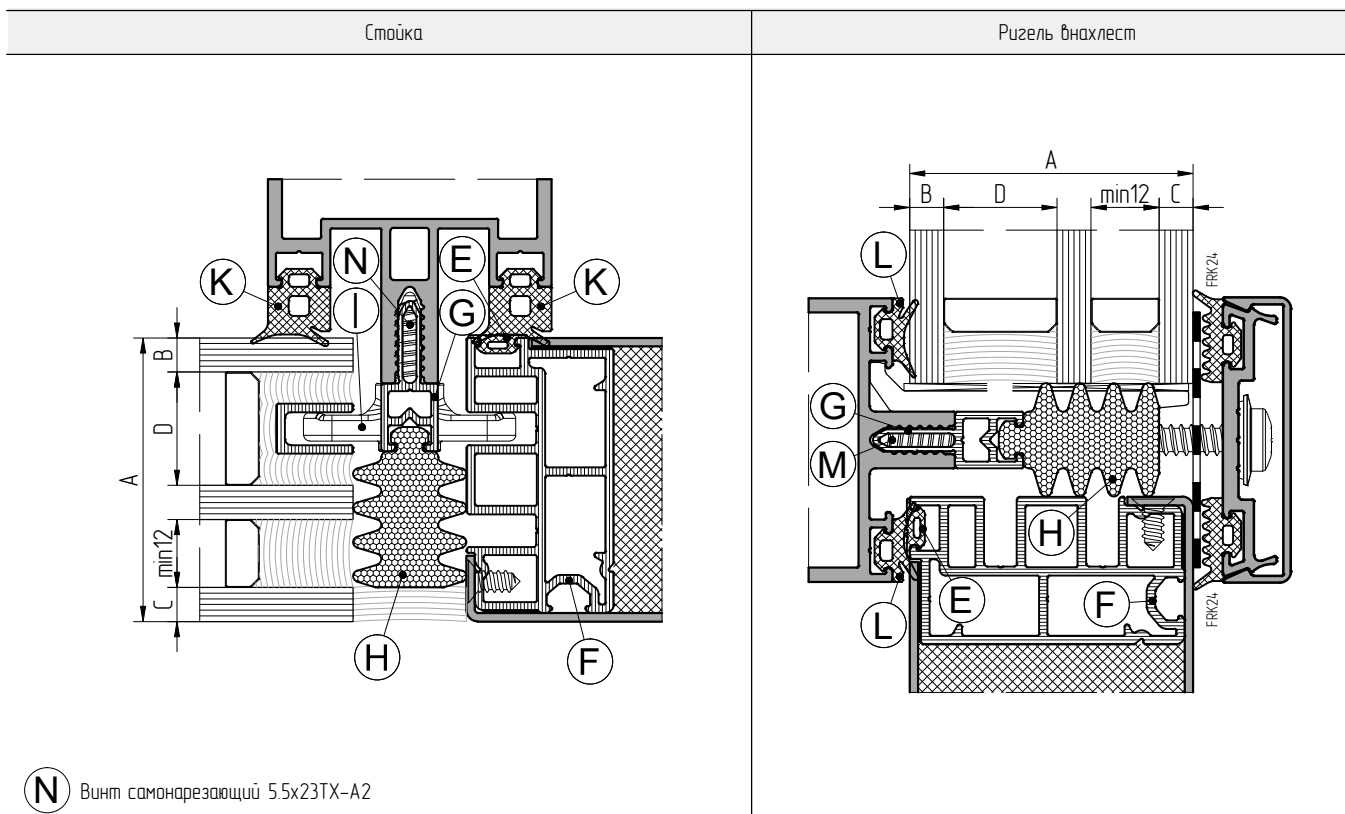 Стойка
Ригель внахлест
K
N
I
E
G
K
B
D
A
min12
C
H
F
A
B
D
min12
C
L
FRK24
G
M
H
E
F
L
FRK24
N Винт самонарезающий 5.5x23TX-A2